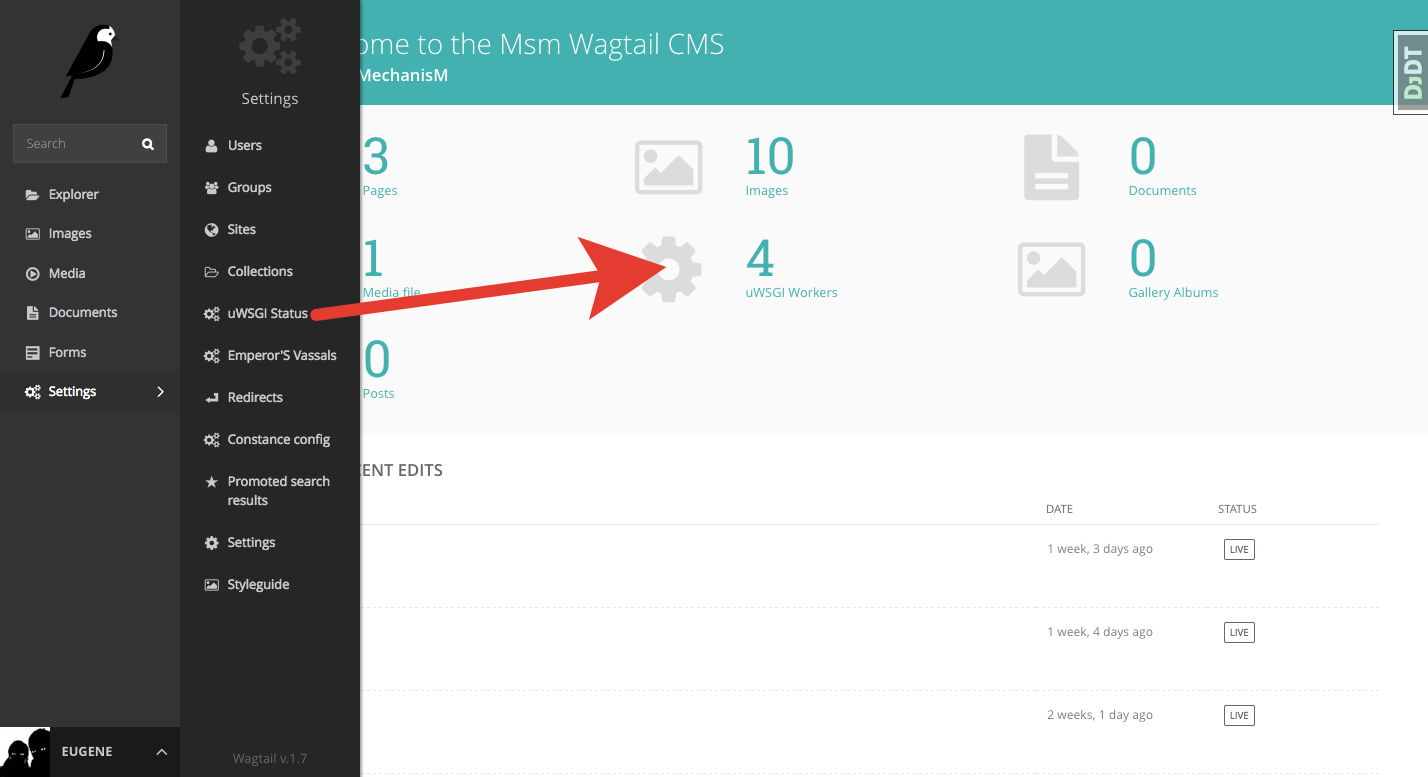 Search
Explorer
Images
Media
Documents
Forms
Settings
EUGENE
Settings
Users
Groups
Sites
Collections
uWSGI Status
Emperor'S Vassals
Redirects
Constance config
Promoted search
results
Settings
Styleguide
Wagtail v.1.7
ome to the Msm Wagtail CMS
MechanisM
DjDT
3
Pages
10
Images
0
Documents
1
Media file
4
uWSGI Workers
0
Gallery Albums
0
Posts
CENT EDITS
DATE STATUS
1 week, 3 days ago LIVE
1 week, 4 days ago LIVE
2 weeks, 1 day ago LIVE